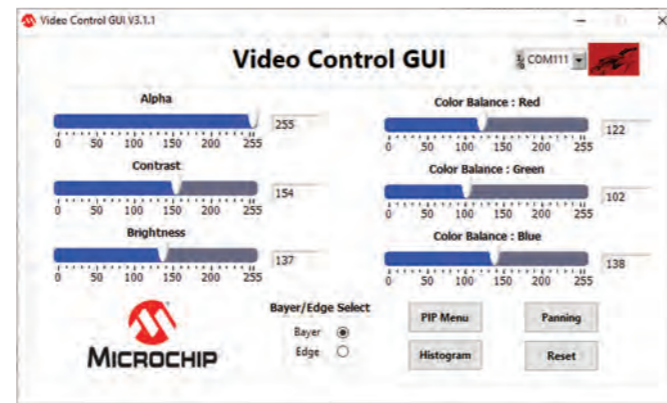 Video Control GUI V3.1.1
Video Control GUI
COM111
Alpha
255
0 50 100 150 200 255
Contrast
154
0 50 100 150 200 255
Brightness
137
0 50 100 150 200 255
Color Balance : Red
122
0 50 100 150 200 255
Color Balance : Green
102
0 50 100 150 200 255
Color Balance : Blue
138
0 50 100 150 200 255
MICROCHIP
Bayer/Edge Select
Bayer
Edge
PIP Menu
Panning
Histogram
Reset